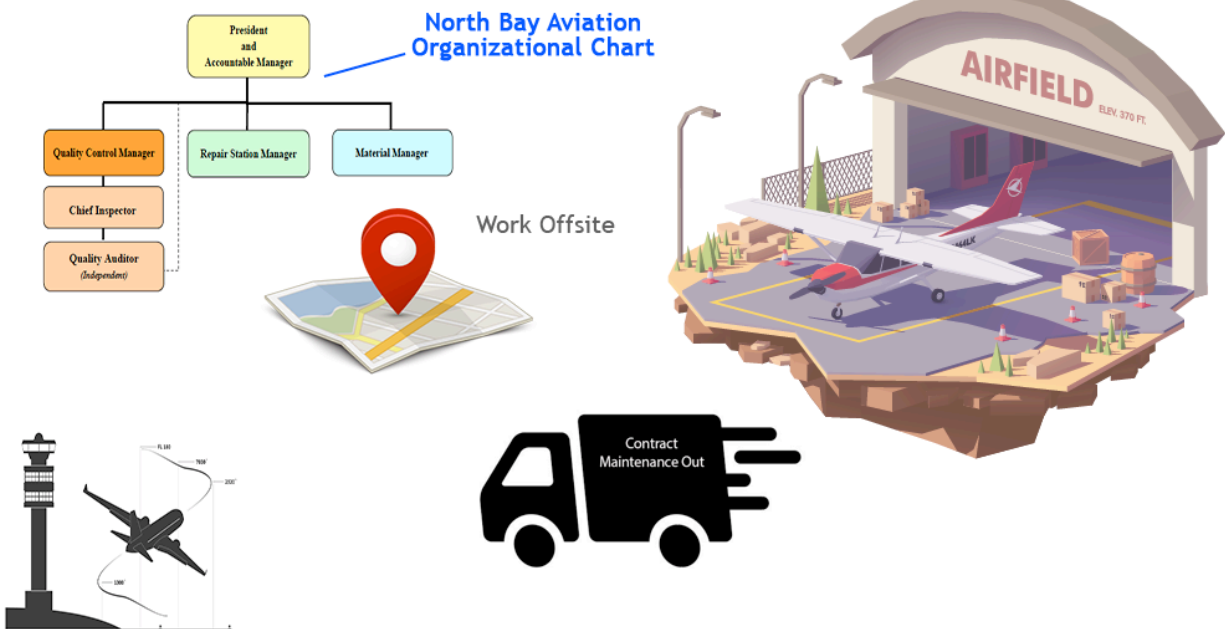 North Bay Aviation
Organizational Chart
President
and
Accountable Manager
Quality Control Manager
Repair Station Manager
Material Manager
Chief Inspector
Quality Auditor
(Independent)
Work Offsite
AIRFIELD
ELEV. 370 FT.
Contract
Maintenance Out